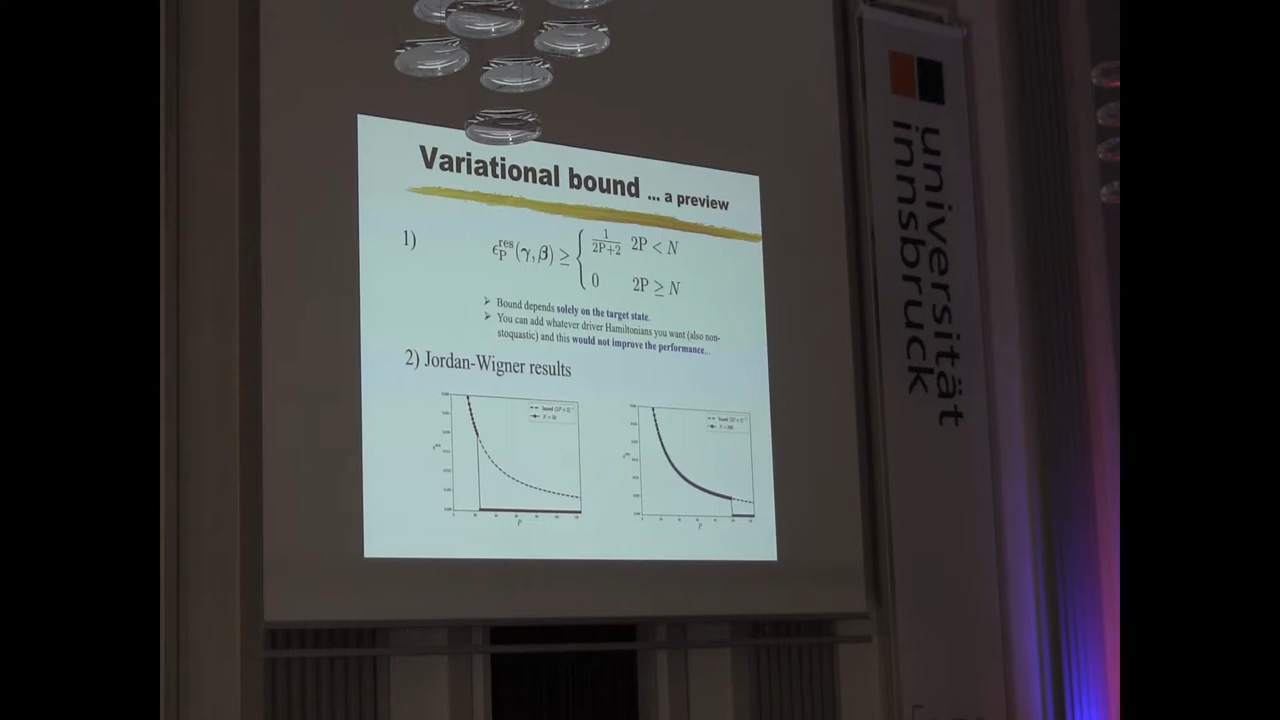 Variational bound ... a preview
1)
ϵ_P^res(γ, β) ≥ { 1/(2P+2) 2P < N
0 2P ≥ N
➢ Bound depends solely on the target state.
➢ You can add whatever driver Hamiltonians you want (also non-
stoquastic) and this would not improve the performance...
2) Jordan-Wigner results
P
P
universität
innsbruck